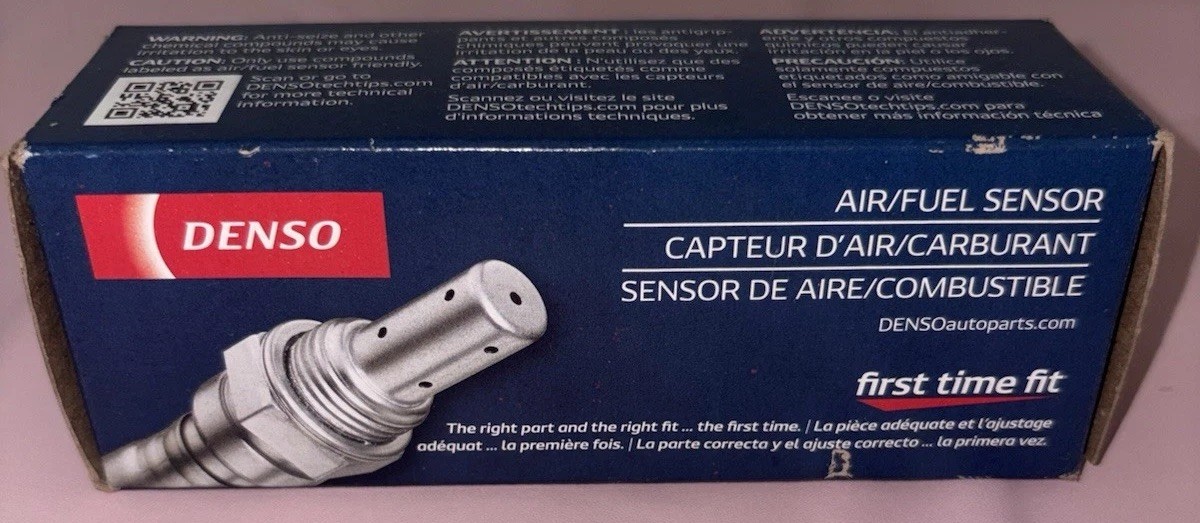 WARNING: Anti-seize and other
chemical compounds may cause
irritation to the skin or eyes.
CAUTION: Only use compounds
labeled as air/fuel sensor friendly.
Scan or go to
DENSOtechtips.com
for more technical
information.
AVERTISSEMENT : les antigrip-
pants et autres composés
chimiques peuvent provoquer une
irritation de la peau ou des yeux.
ATTENTION : N'utilisez que des
composés étiquetés comme
compatibles avec les capteurs
d'air/carburant.
Scannez ou visitez le site
DENSOtechtips.com pour plus
d'informations techniques.
ADVERTENCIA: El antiadher-
ente y otros compuestos
químicos pueden causar
irritación a la piel o los ojos.
PRECAUCIÓN: Utilice
solamente compuestos
etiquetados como amigable con
el sensor de aire/combustible.
Escanee o visite
DENSOtechtips.com para
obtener más información técnica
DENSO
AIR/FUEL SENSOR
CAPTEUR D'AIR/CARBURANT
SENSOR DE AIRE/COMBUSTIBLE
DENSOautoparts.com
first time fit
The right part and the right fit ... the first time. | La pièce adéquate et l'ajustage
adéquat ... la première fois. | La parte correcta y el ajuste correcto ... la primera vez.